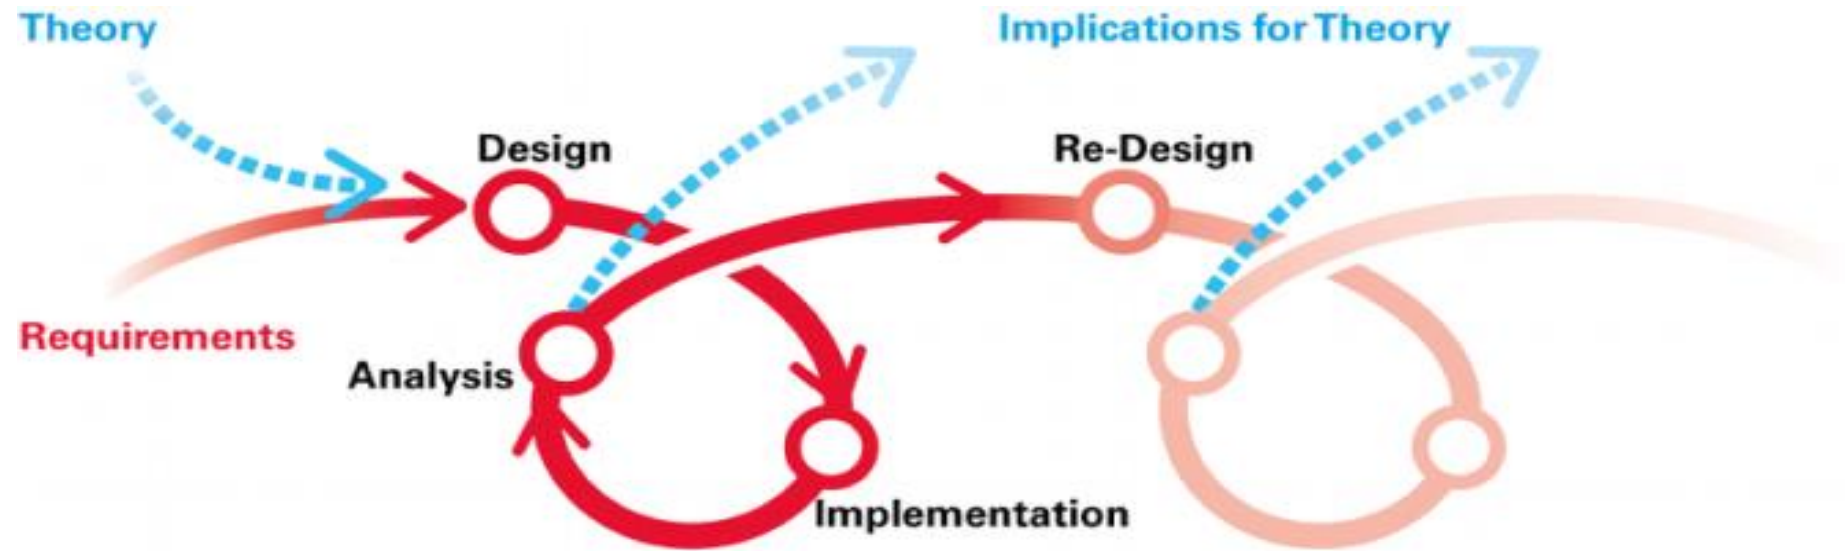 Theory
Implications for Theory
Design
Re-Design
Requirements
Analysis
Implementation